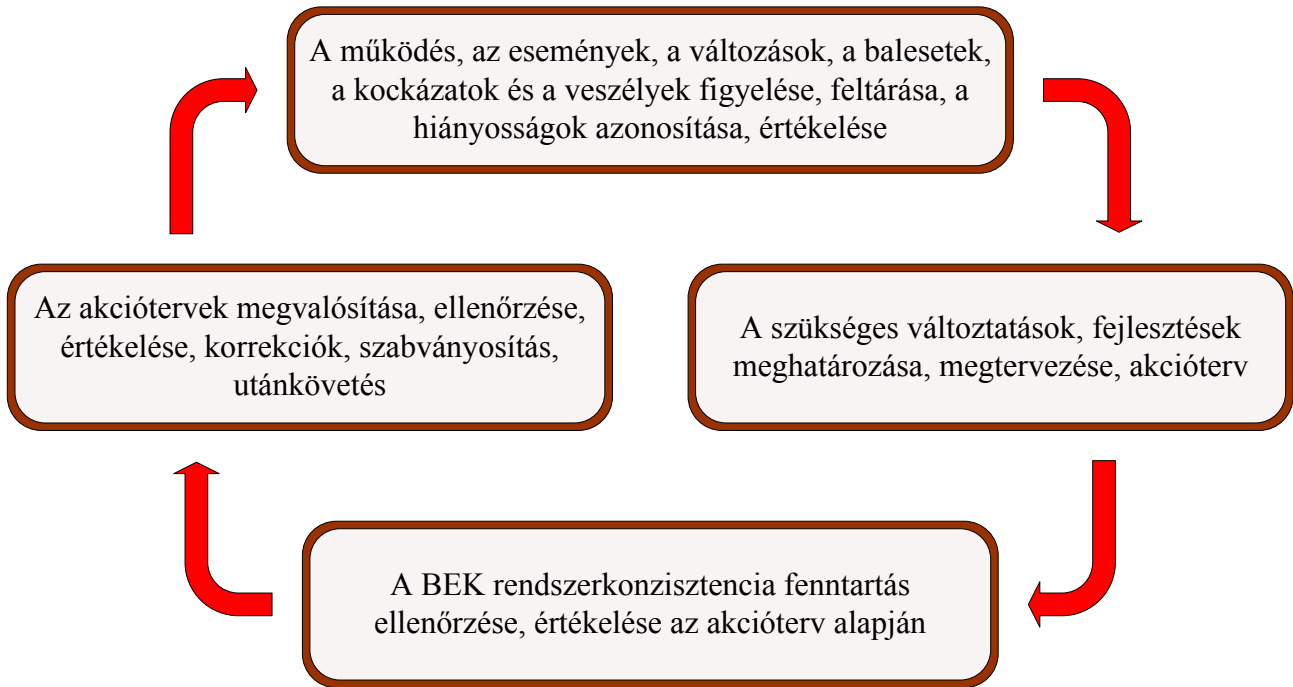 A működés, az események, a változások, a balesetek,
a kockázatok és a veszélyek figyelése, feltárása, a
hiányosságok azonosítása, értékelése
A szükséges változtatások, fejlesztések
meghatározása, megtervezése, akcióterv
A BEK rendszerkonzisztencia fenntartás
ellenőrzése, értékelése az akcióterv alapján
Az akciótervek megvalósítása, ellenőrzése,
értékelése, korrekciók, szabványosítás,
utánkövetés